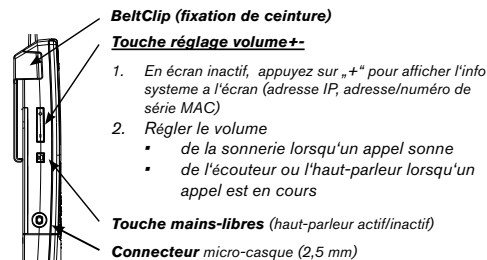 BeltClip (fixation de ceinture)
Touche réglage volume+-
1. En écran inactif, appuyez sur „+“ pour afficher l'info
systeme a l'écran (adresse IP, adresse/numéro de
série MAC)
2. Régler le volume
▪ de la sonnerie lorsqu'un appel sonne
▪ de l'écouteur ou l'haut-parleur lorsqu'un
appel est en cours
Touche mains-libres (haut-parleur actif/inactif)
Connecteur micro-casque (2,5 mm)